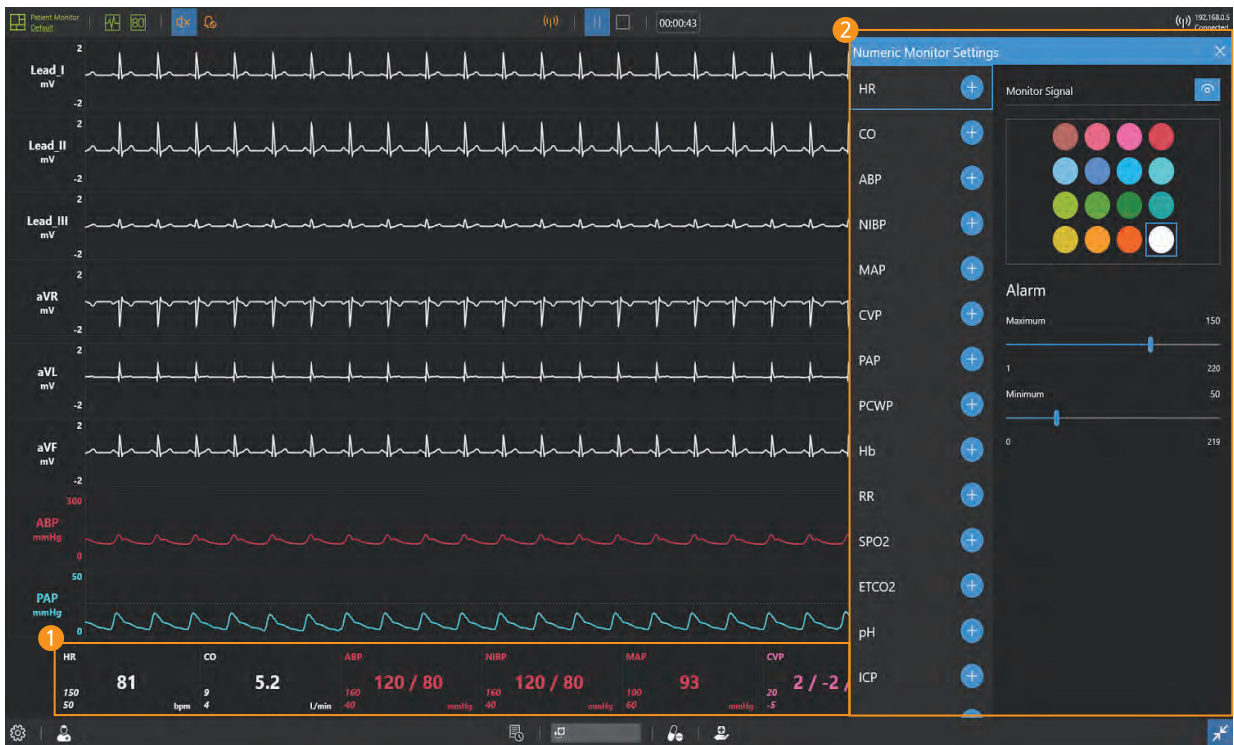 Patient Monitor
Default
80
00:00:43
192.168.0.5
Connected
2
Numeric Monitor Settings
HR
CO
ABP
NIBP
MAP
CVP
PAP
PCWP
Hb
RR
SPO2
ETCO2
pH
ICP
Monitor Signal
Alarm
Maximum 150
1 220
Minimum 50
0 219
2
Lead_I
mV
-2
2
Lead_II
mV
-2
2
Lead_III
mV
-2
2
aVR
mV
-2
2
aVL
mV
-2
2
aVF
mV
-2
300
ABP
mmHg
0
50
PAP
mmHg
0
1
HR
81
150
50 bpm
CO
5.2
9
4 L/min
ABP
120 / 80
160
40 mmHg
NIBP
120 / 80
160
40 mmHg
MAP
93
100
60 mmHg
CVP
2 / -2 /
20
-5